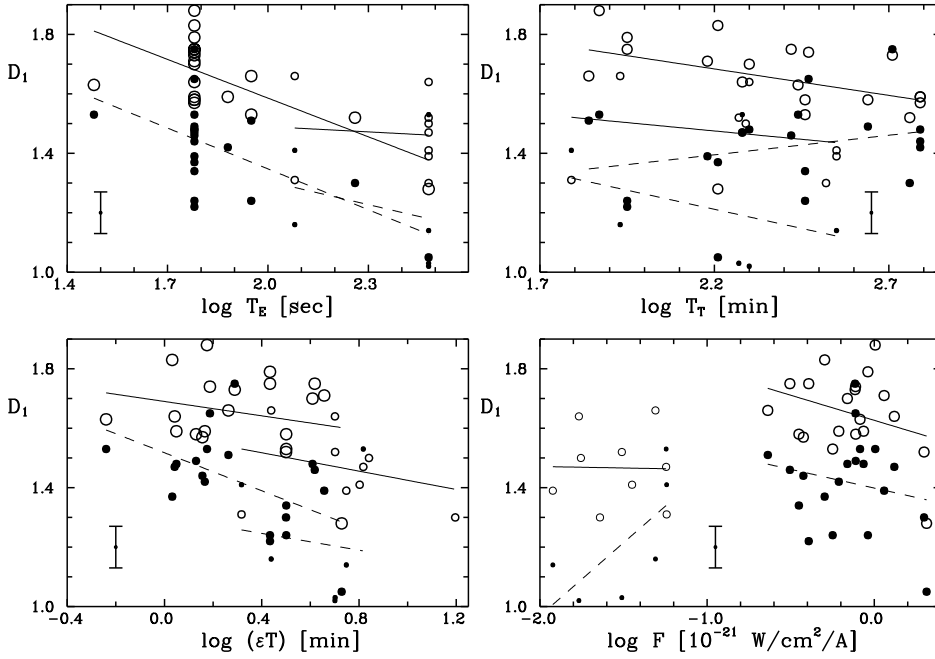 1.8
D₁
1.4
1.0
1.4 1.7 2.0 2.3
log T_E [sec]
1.8
D₁
1.4
1.0
1.7 2.2 2.7
log T_T [min]
1.8
D₁
1.4
1.0
−0.4 0.0 0.4 0.8 1.2
log (εT) [min]
1.8
D₁
1.4
1.0
−2.0 −1.0 0.0
log F [10⁻²¹ W/cm²/A]